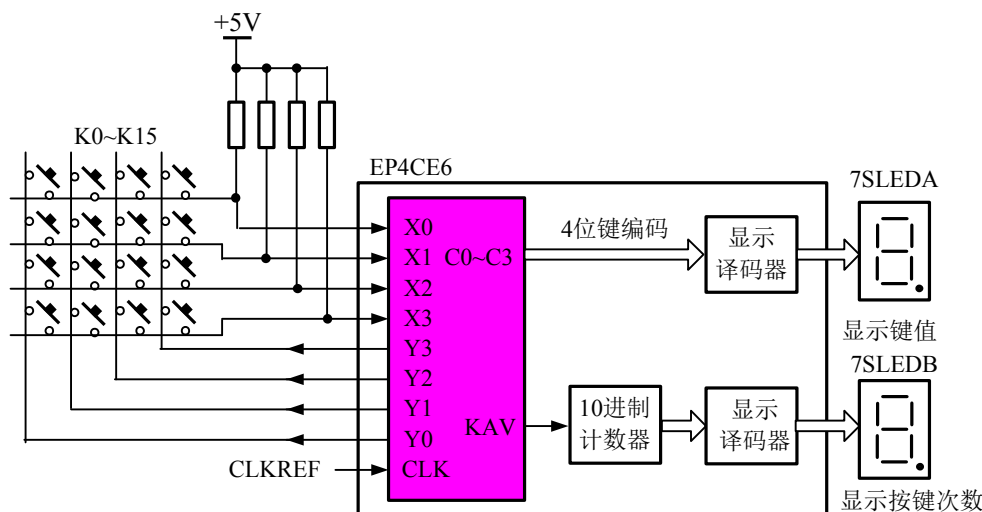 +5V
K0~K15
EP4CE6
7SLEDA
X0
X1
C0~C3
X2
X3
Y3
Y2
Y1
Y0
KAV
CLK
CLKREF
4位键编码
显示
译码器
显示键值
7SLEDB
10进制
计数器
显示
译码器
显示按键次数